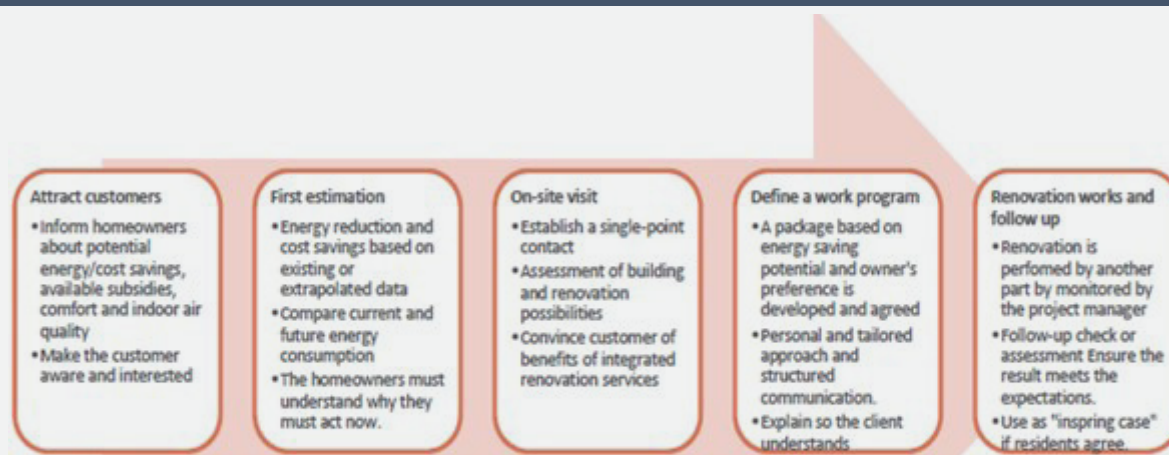 Attract customers
•Inform homeowners
about potential
energy/cost savings,
available subsidies,
comfort and indoor air
quality
•Make the customer
aware and interested
First estimation
•Energy reduction and
cost savings based on
existing or
extrapolated data
•Compare current and
future energy
consumption
•The homeowners must
understand why they
must act now.
On-site visit
•Establish a single-point
contact
•Assessment of building
and renovation
possibilities
•Convince customer of
benefits of integrated
renovation services
Define a work program
•A package based on
energy saving
potential and owner's
preference is
developed and agreed
•Personal and tailored
approach and
structured
communication.
•Explain so the client
understands
Renovation works and
follow up
•Renovation is
perfomed by another
part by monitored by
the project manager
•Follow-up check or
assessment Ensure the
result meets the
expectations.
•Use as "inspring case"
if residents agree.